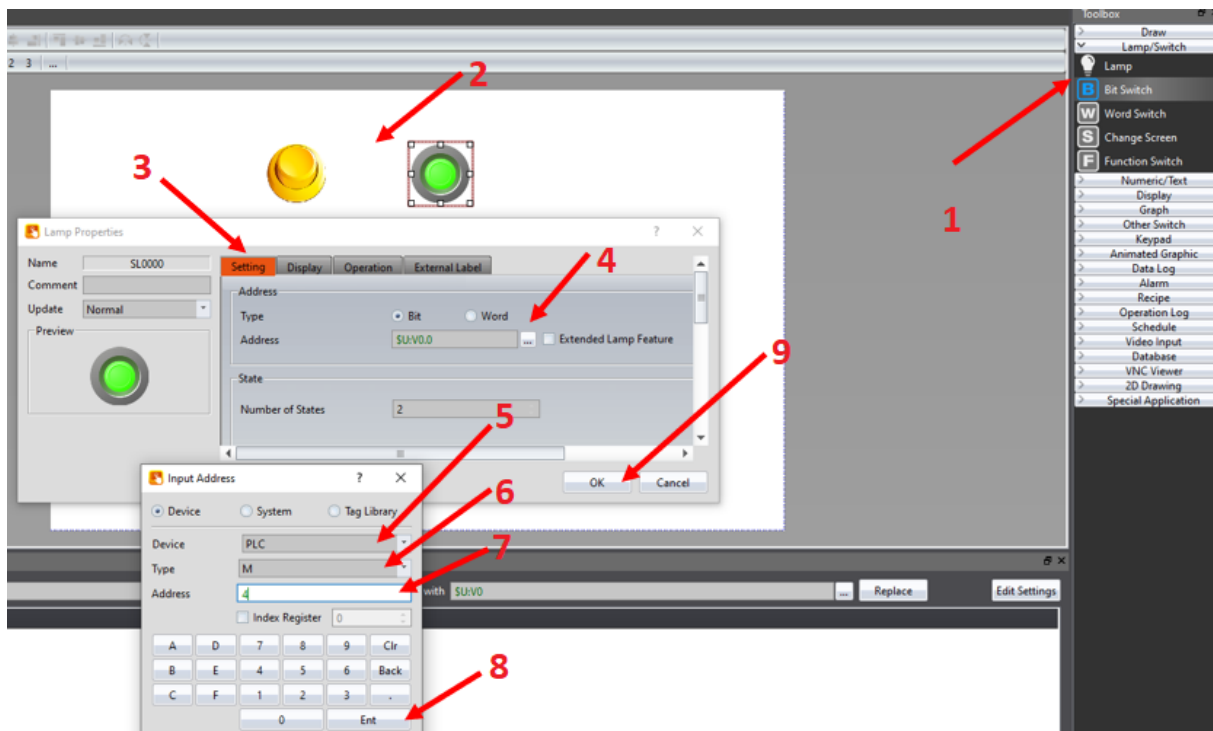 Toolbox
Draw
Lamp/Switch
Lamp
B Bit Switch
W Word Switch
S Change Screen
F Function Switch
Numeric/Text
Display
Graph
Other Switch
Keypad
Animated Graphic
Data Log
Alarm
Recipe
Operation Log
Schedule
Video Input
Database
VNC Viewer
2D Drawing
Special Application
2 3 ...
1
2
3
Lamp Properties ?
Name SL0000
Comment
Update Normal
Preview
Setting Display Operation External Label
4
Address
Type Bit Word
Address $U:V0.0 ... Extended Lamp Feature
9
State
Number of States 2
5
OK Cancel
Input Address ?
6
Device System Tag Library
Device PLC
7
Type M
Address 4
with $U:V0 ... Replace Edit Settings
Index Register 0
A D 7 8 9 Clr
B E 4 5 6 Back
8
C F 1 2 3 .
0 Ent